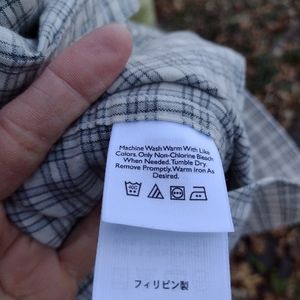 Machine Wash Warm With Like
Colors. Only Non-Chlorine Bleach
When Needed. Tumble Dry.
Remove Promptly. Warm Iron As
Desired.
フィリピン製